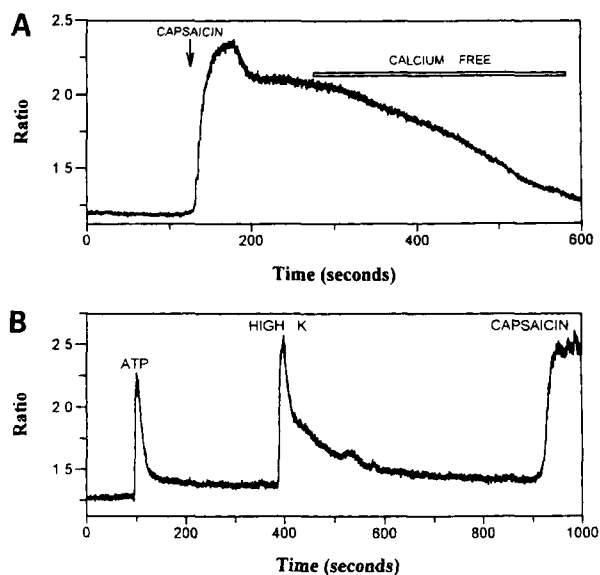 A
CAPSAICIN
CALCIUM FREE
2.5
2.0
1 5
Ratio
0 200 400 600
Time (seconds)
B
HIGH K
CAPSAICIN
ATP
2 5
2 0
1 5
Ratio
0 200 400 600 800 1000
Time (seconds)